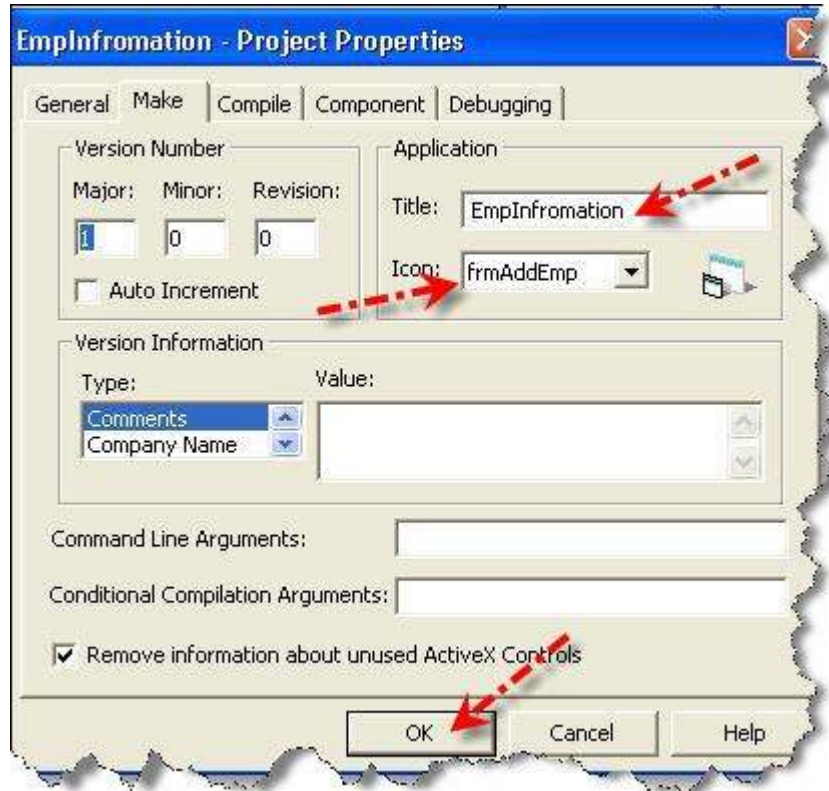 EmpInfromation - Project Properties
General Make Compile Component Debugging
Version Number
Application
Major: Minor: Revision:
1 0 0
Auto Increment
Title: EmpInfromation
Icon: frmAddEmp
Version Information
Type: Value:
Comments
Company Name
Command Line Arguments:
Conditional Compilation Arguments:
Remove information about unused ActiveX Controls
OK Cancel Help